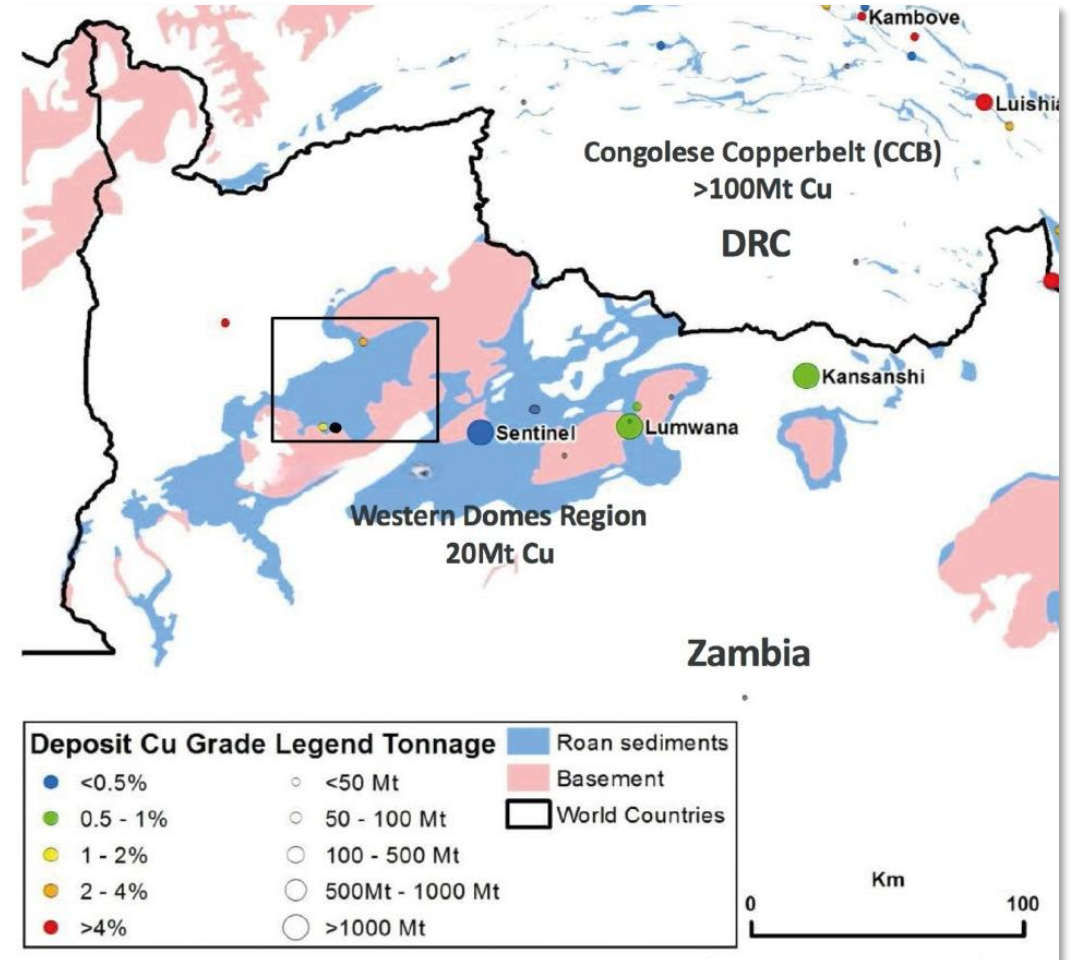 Kambove
Congolese Copperbelt (CCB)
>100Mt Cu
DRC
Kansanshi
Sentinel
Lumwana
Western Domes Region
20Mt Cu
Zambia
Deposit Cu Grade Legend Tonnage
<0.5%
0.5 - 1%
1 - 2%
2 - 4%
>4%
<50 Mt
50 - 100 Mt
100 - 500 Mt
500Mt - 1000 Mt
>1000 Mt
Roan sediments
Basement
World Countries
Km
0
100